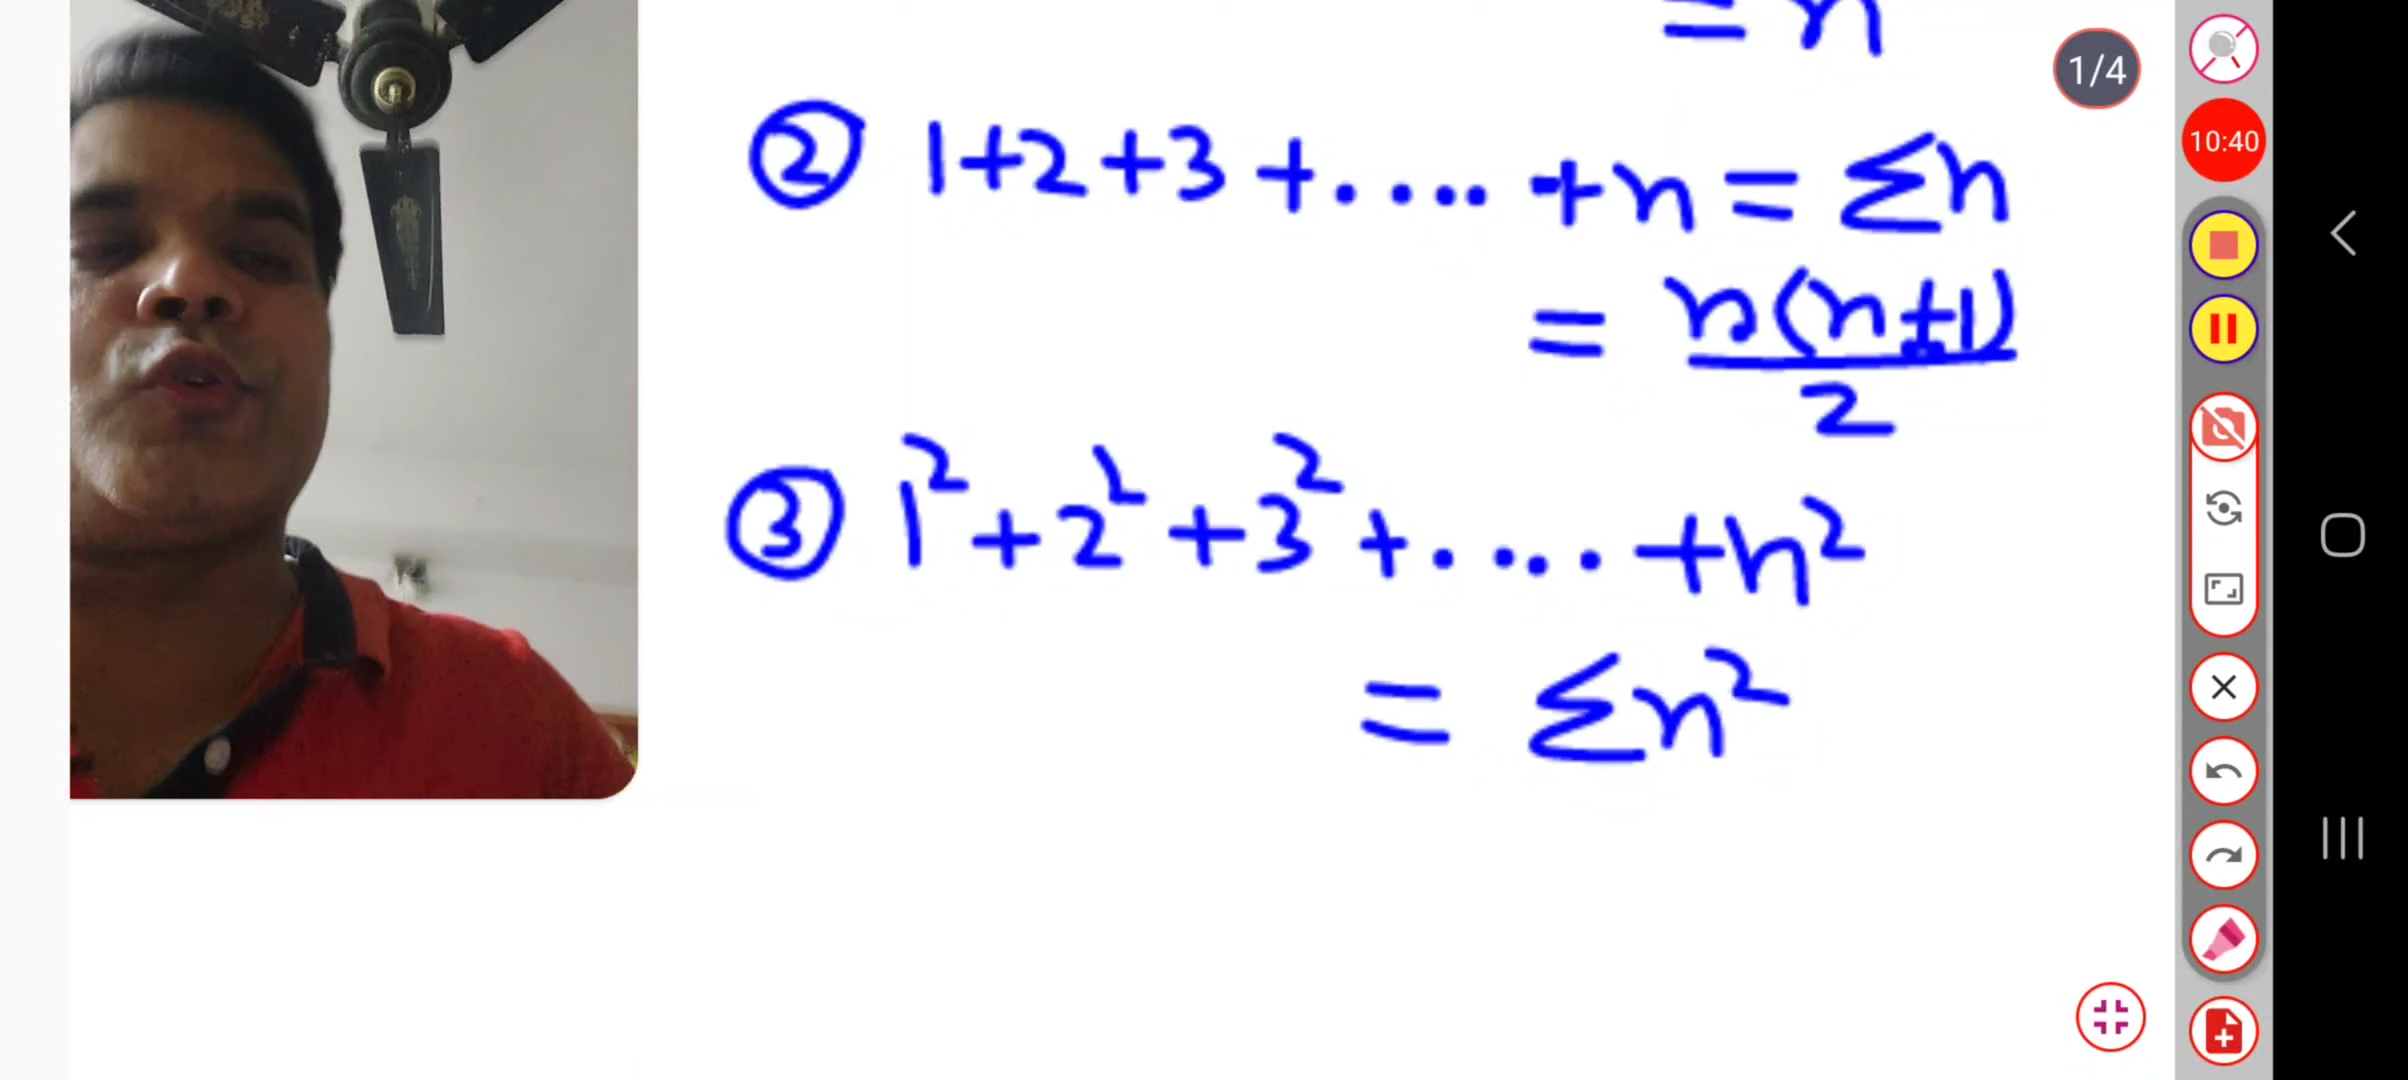 = n
1/4
10:40
② 1+2+3+.... +n = Σn
= n(n+1)
2
③ 1²+2²+3²+.... +n²
= Σn²